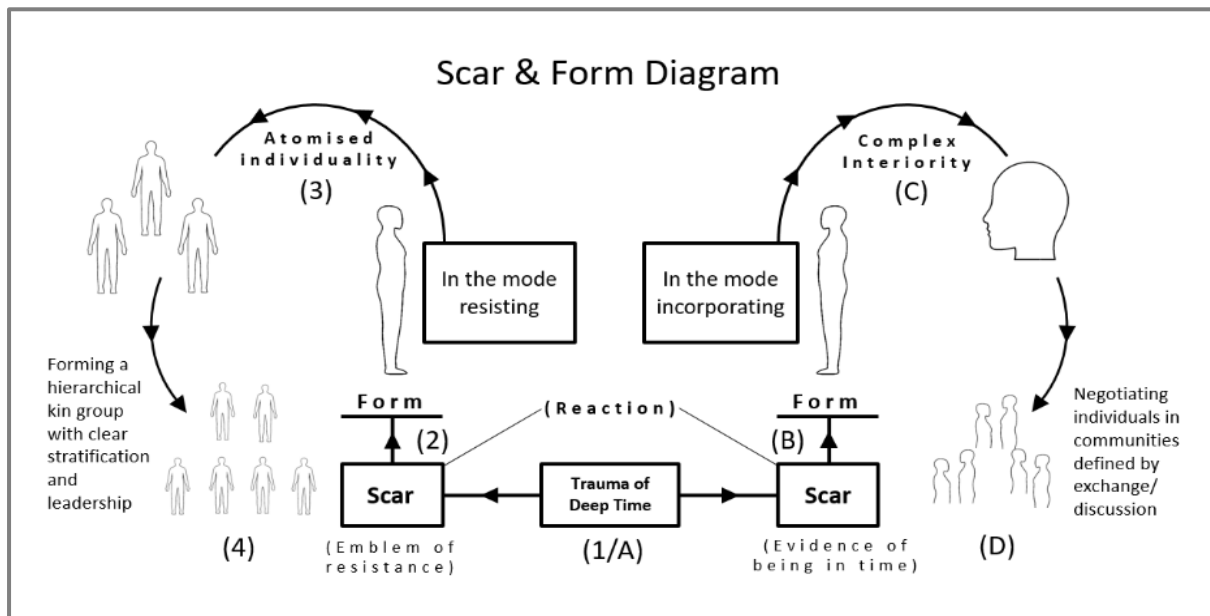 Scar & Form Diagram
Atomised
individuality
(3)
In the mode
resisting
Forming a
hierarchical
kin group
with clear
stratification
and
leadership
(4)
Form
(2)
Scar
(Emblem of
resistance)
(Reaction)
Trauma of
Deep Time
(1/A)
Complex
Interiority
(C)
In the mode
incorporating
Form
(B)
Scar
(Evidence of
being in time)
Negotiating
individuals in
communities
defined by
exchange/
discussion
(D)